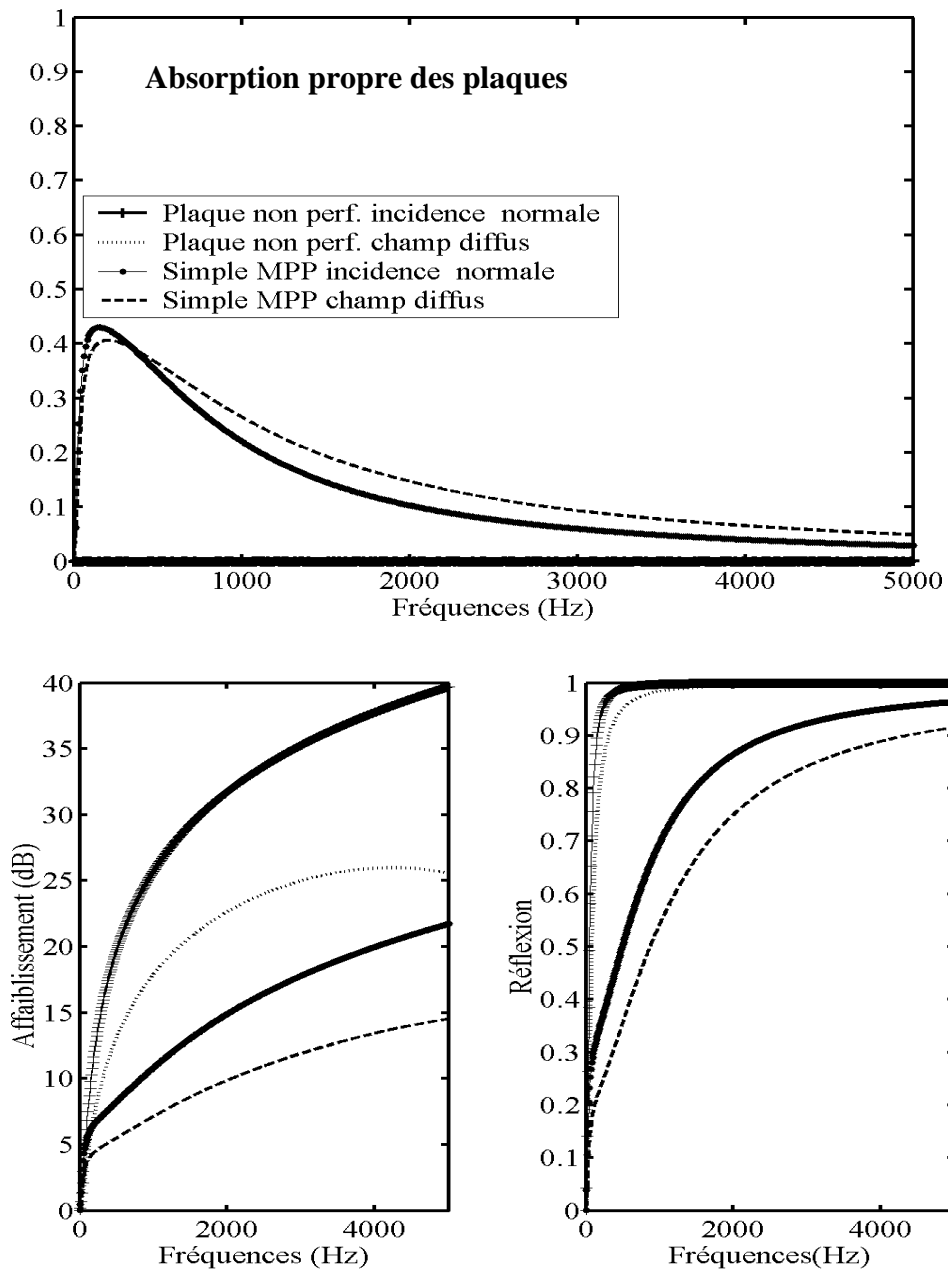 1
0.9
Absorption propre des plaques
0.8
0.7
0.6
Plaque non perf. incidence normale
Plaque non perf. champ diffus
Simple MPP incidence normale
Simple MPP champ diffus
0.5
0.4
0.3
0.2
0.1
0
0 1000 2000 3000 4000 5000
Fréquences (Hz)
40
35
30
25
20
15
10
5
0
Affaiblissement (dB)
0 2000 4000
Fréquences (Hz)
1
0.9
0.8
0.7
0.6
0.5
0.4
0.3
0.2
0.1
0
Réflexion
0 2000 4000
Fréquences(Hz)